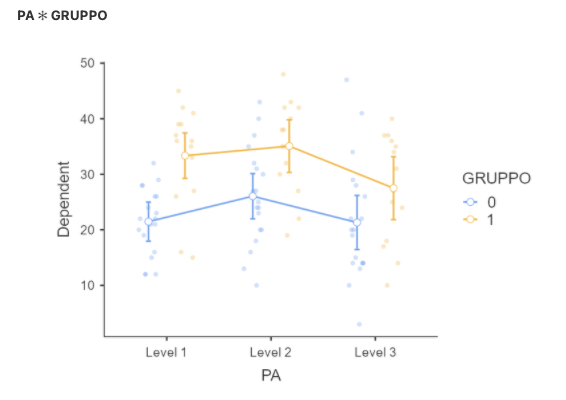 PA ✻ GRUPPO
50
40
30
20
10
Dependent
Level 1 Level 2 Level 3
PA
GRUPPO
0
1